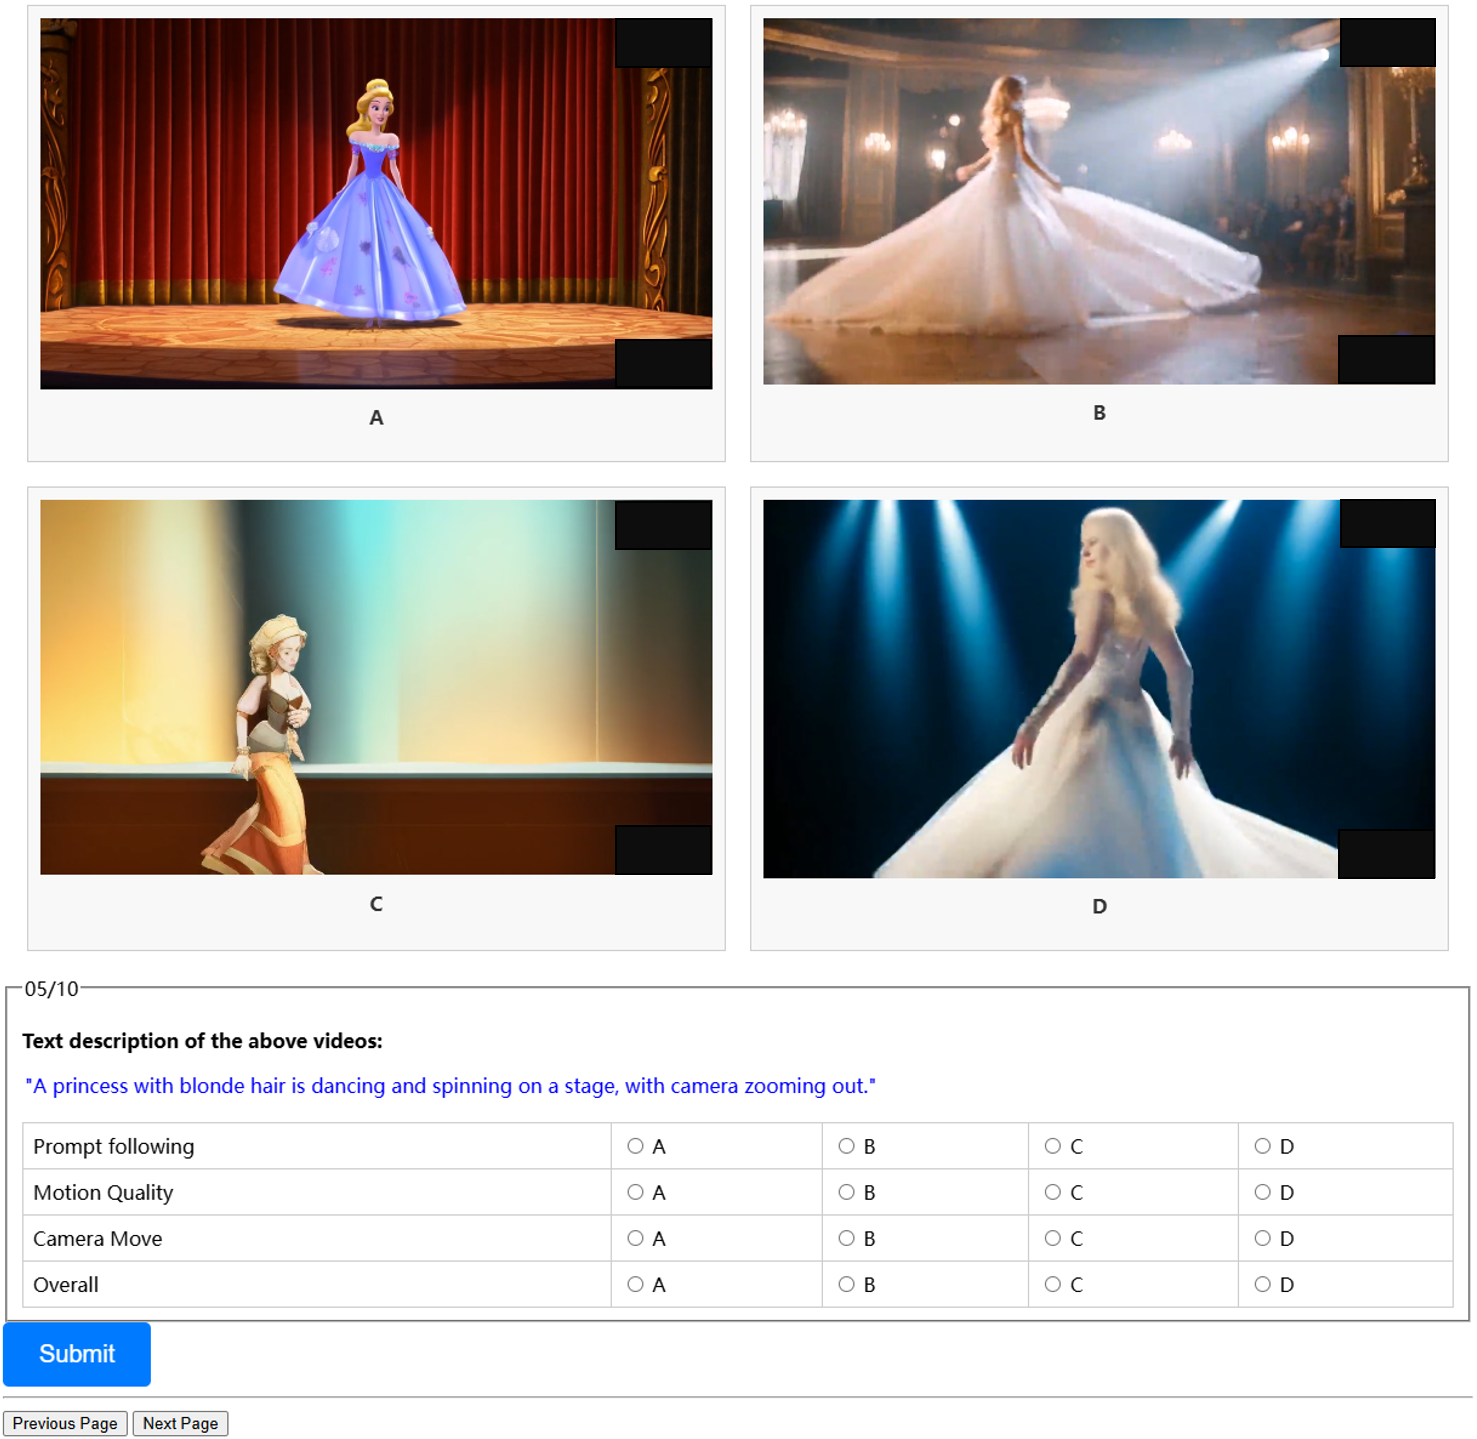 A
B
C
D
05/10
Text description of the above videos:
"A princess with blonde hair is dancing and spinning on a stage, with camera zooming out."
Prompt following A B C D
Motion Quality A B C D
Camera Move A B C D
Overall A B C D
Submit
Previous Page Next Page